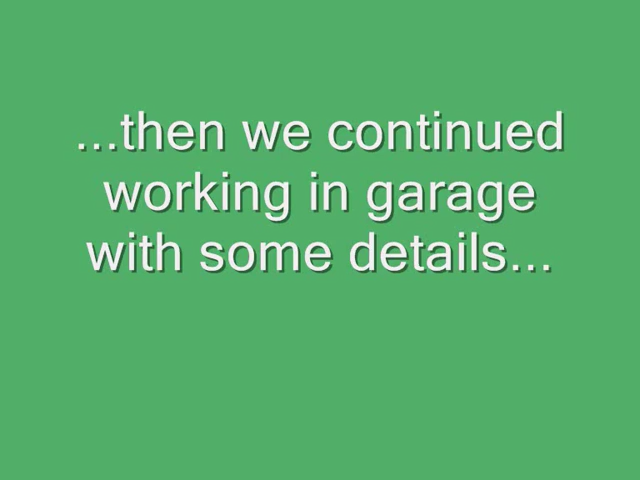 ...then we continued
working in garage
with some details...